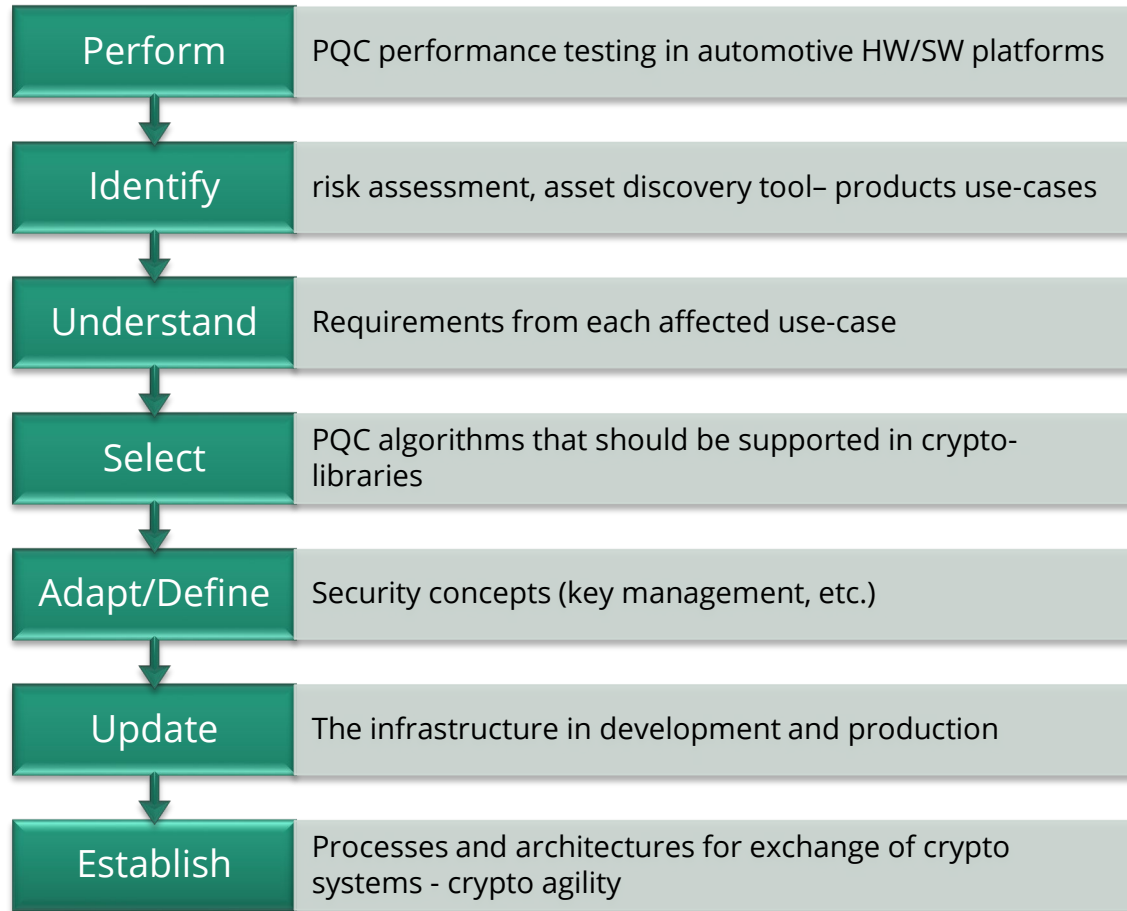 Perform
PQC performance testing in automotive HW/SW platforms
Identify
risk assessment, asset discovery tool– products use-cases
Understand
Requirements from each affected use-case
Select
PQC algorithms that should be supported in crypto-
libraries
Adapt/Define
Security concepts (key management, etc.)
Update
The infrastructure in development and production
Establish
Processes and architectures for exchange of crypto
systems - crypto agility